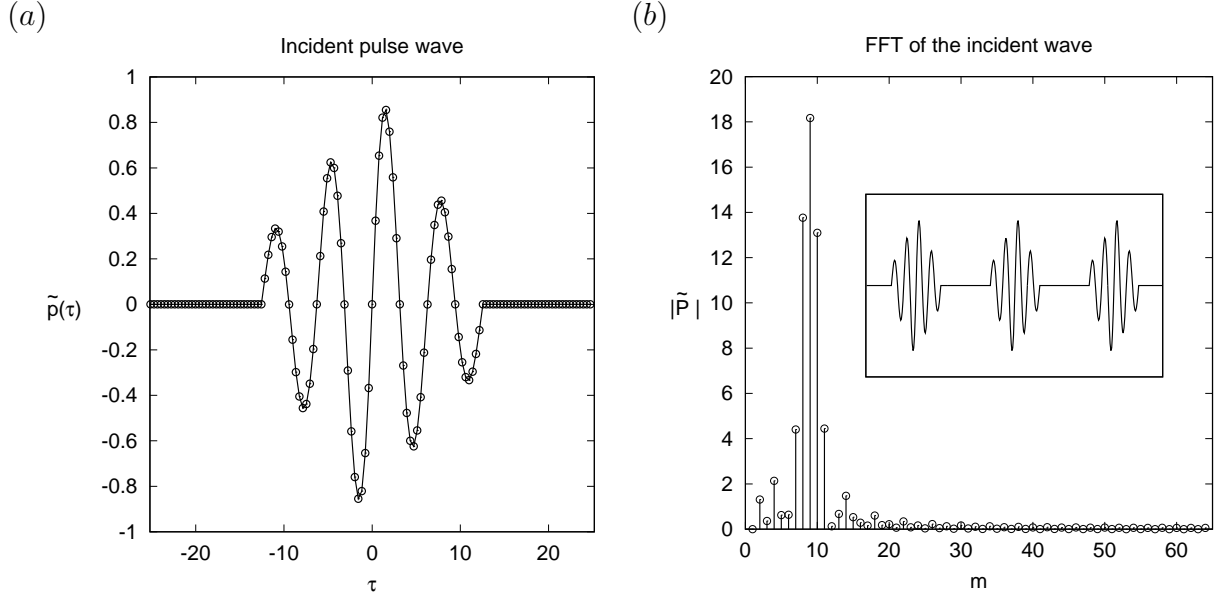 (a)
Incident pulse wave
1
0.8
0.6
0.4
0.2
0
-0.2
-0.4
-0.6
-0.8
-1
p̃(τ)
-20 -10 0 10 20
τ
(b)
FFT of the incident wave
20
18
16
14
12
10
8
6
4
2
0
|P̃ |
0 10 20 30 40 50 60
m